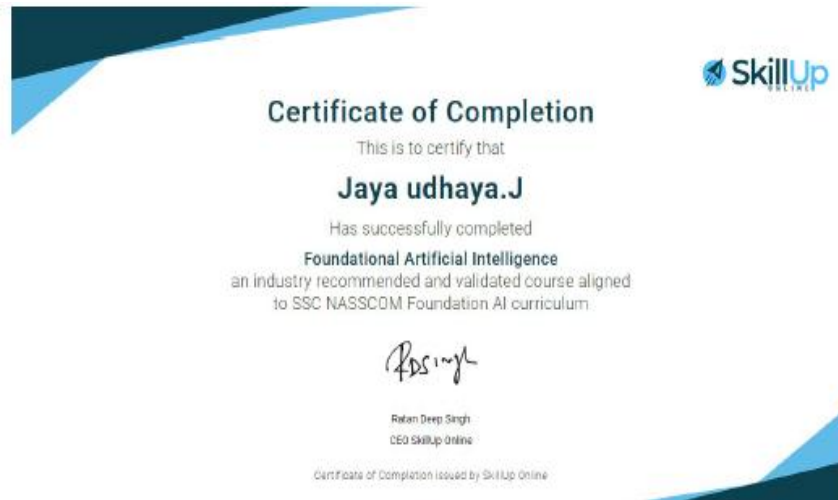 SkillUp
ONLINE
Certificate of Completion
This is to certify that
Jaya udhaya.J
Has successfully completed
Foundational Artificial Intelligence
an industry recommended and validated course aligned
to SSC NASSCOM Foundation AI curriculum
RDSingh
Ratan Deep Singh
CEO SkillUp Online
Certificate of Completion issued by SkillUp Online